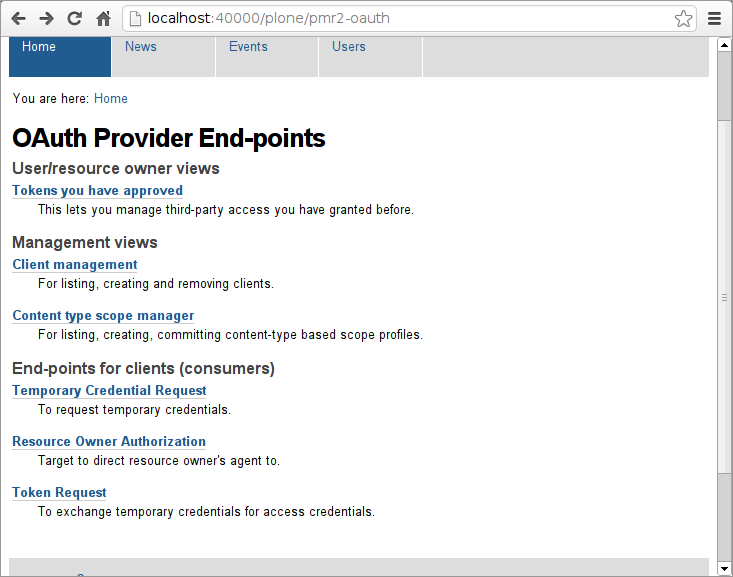 localhost:40000/plone/pmr2-oauth
Home News Events Users
You are here: Home
OAuth Provider End-points
User/resource owner views
Tokens you have approved
This lets you manage third-party access you have granted before.
Management views
Client management
For listing, creating and removing clients.
Content type scope manager
For listing, creating, committing content-type based scope profiles.
End-points for clients (consumers)
Temporary Credential Request
To request temporary credentials.
Resource Owner Authorization
Target to direct resource owner's agent to.
Token Request
To exchange temporary credentials for access credentials.